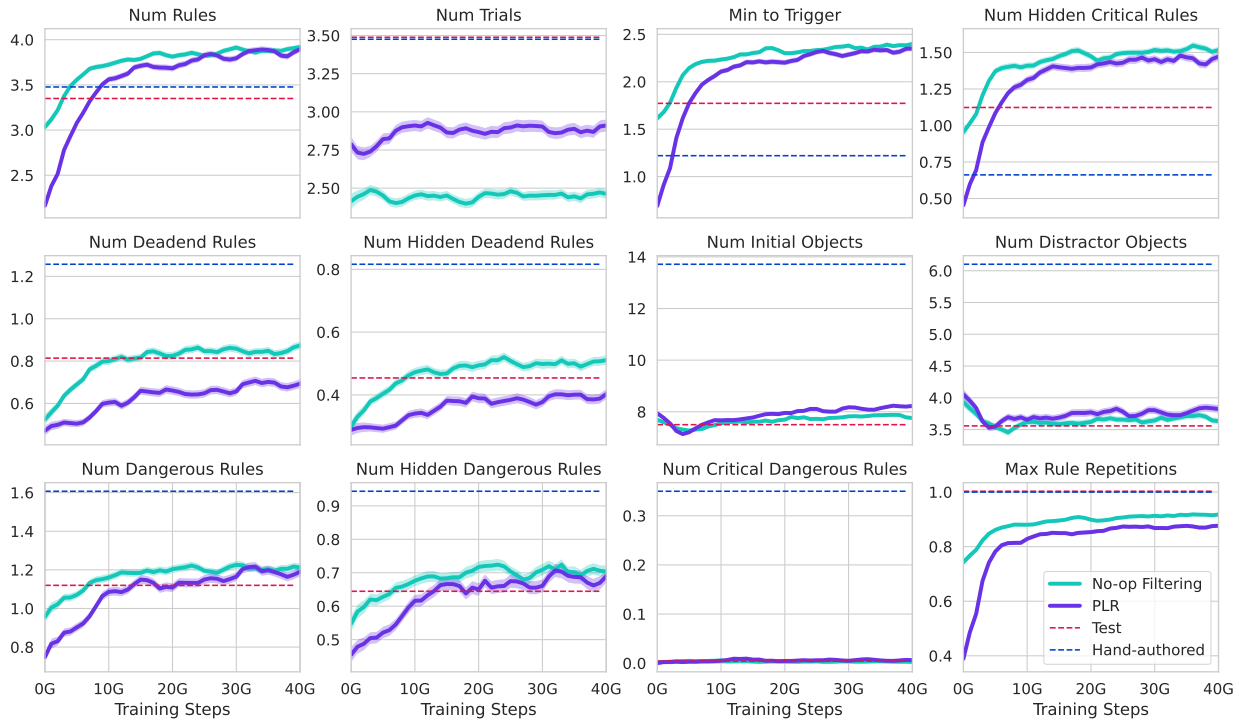 Num Rules
4.0
3.5
3.0
2.5
Num Trials
3.50
3.25
3.00
2.75
2.50
Min to Trigger
2.5
2.0
1.5
1.0
Num Hidden Critical Rules
1.50
1.25
1.00
0.75
0.50
Num Deadend Rules
1.2
1.0
0.8
0.6
Num Hidden Deadend Rules
0.8
0.6
0.4
Num Initial Objects
14
12
10
8
Num Distractor Objects
6.0
5.5
5.0
4.5
4.0
3.5
Num Dangerous Rules
1.6
1.4
1.2
1.0
0.8
0G 10G 20G 30G 40G
Training Steps
Num Hidden Dangerous Rules
0.9
0.8
0.7
0.6
0.5
0G 10G 20G 30G 40G
Training Steps
Num Critical Dangerous Rules
0.3
0.2
0.1
0.0
0G 10G 20G 30G 40G
Training Steps
Max Rule Repetitions
1.0
0.8
0.6
0.4
No-op Filtering
PLR
Test
Hand-authored
0G 10G 20G 30G 40G
Training Steps